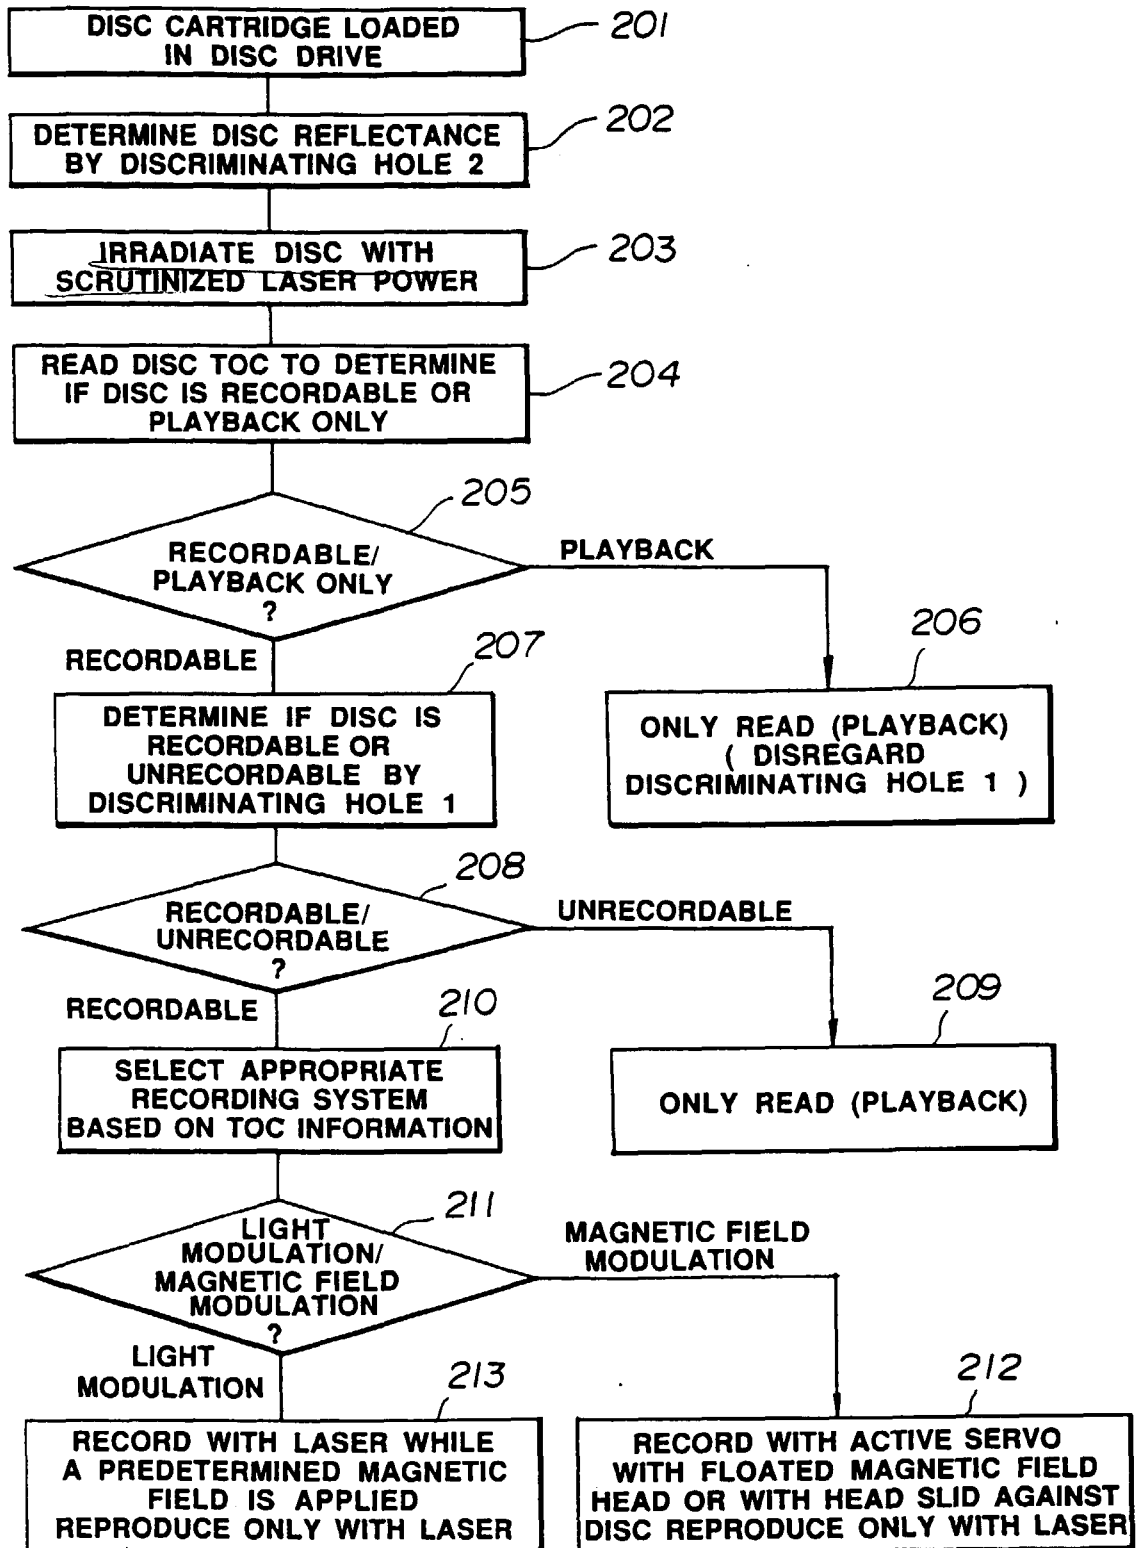 DISC CARTRIDGE LOADED
IN DISC DRIVE
201
DETERMINE DISC REFLECTANCE
BY DISCRIMINATING HOLE 2
202
IRRADIATE DISC WITH
SCRUTINIZED LASER POWER
203
READ DISC TOC TO DETERMINE
IF DISC IS RECORDABLE OR
PLAYBACK ONLY
204
205
RECORDABLE/
PLAYBACK ONLY
?
PLAYBACK
RECORDABLE
206
ONLY READ (PLAYBACK)
( DISREGARD
DISCRIMINATING HOLE 1 )
207
DETERMINE IF DISC IS
RECORDABLE OR
UNRECORDABLE BY
DISCRIMINATING HOLE 1
208
RECORDABLE/
UNRECORDABLE
?
UNRECORDABLE
RECORDABLE
209
ONLY READ (PLAYBACK)
210
SELECT APPROPRIATE
RECORDING SYSTEM
BASED ON TOC INFORMATION
211
LIGHT
MODULATION/
MAGNETIC FIELD
MODULATION
?
MAGNETIC FIELD
MODULATION
LIGHT
MODULATION
213
RECORD WITH LASER WHILE
A PREDETERMINED MAGNETIC
FIELD IS APPLIED
REPRODUCE ONLY WITH LASER
212
RECORD WITH ACTIVE SERVO
WITH FLOATED MAGNETIC FIELD
HEAD OR WITH HEAD SLID AGAINST
DISC REPRODUCE ONLY WITH LASER